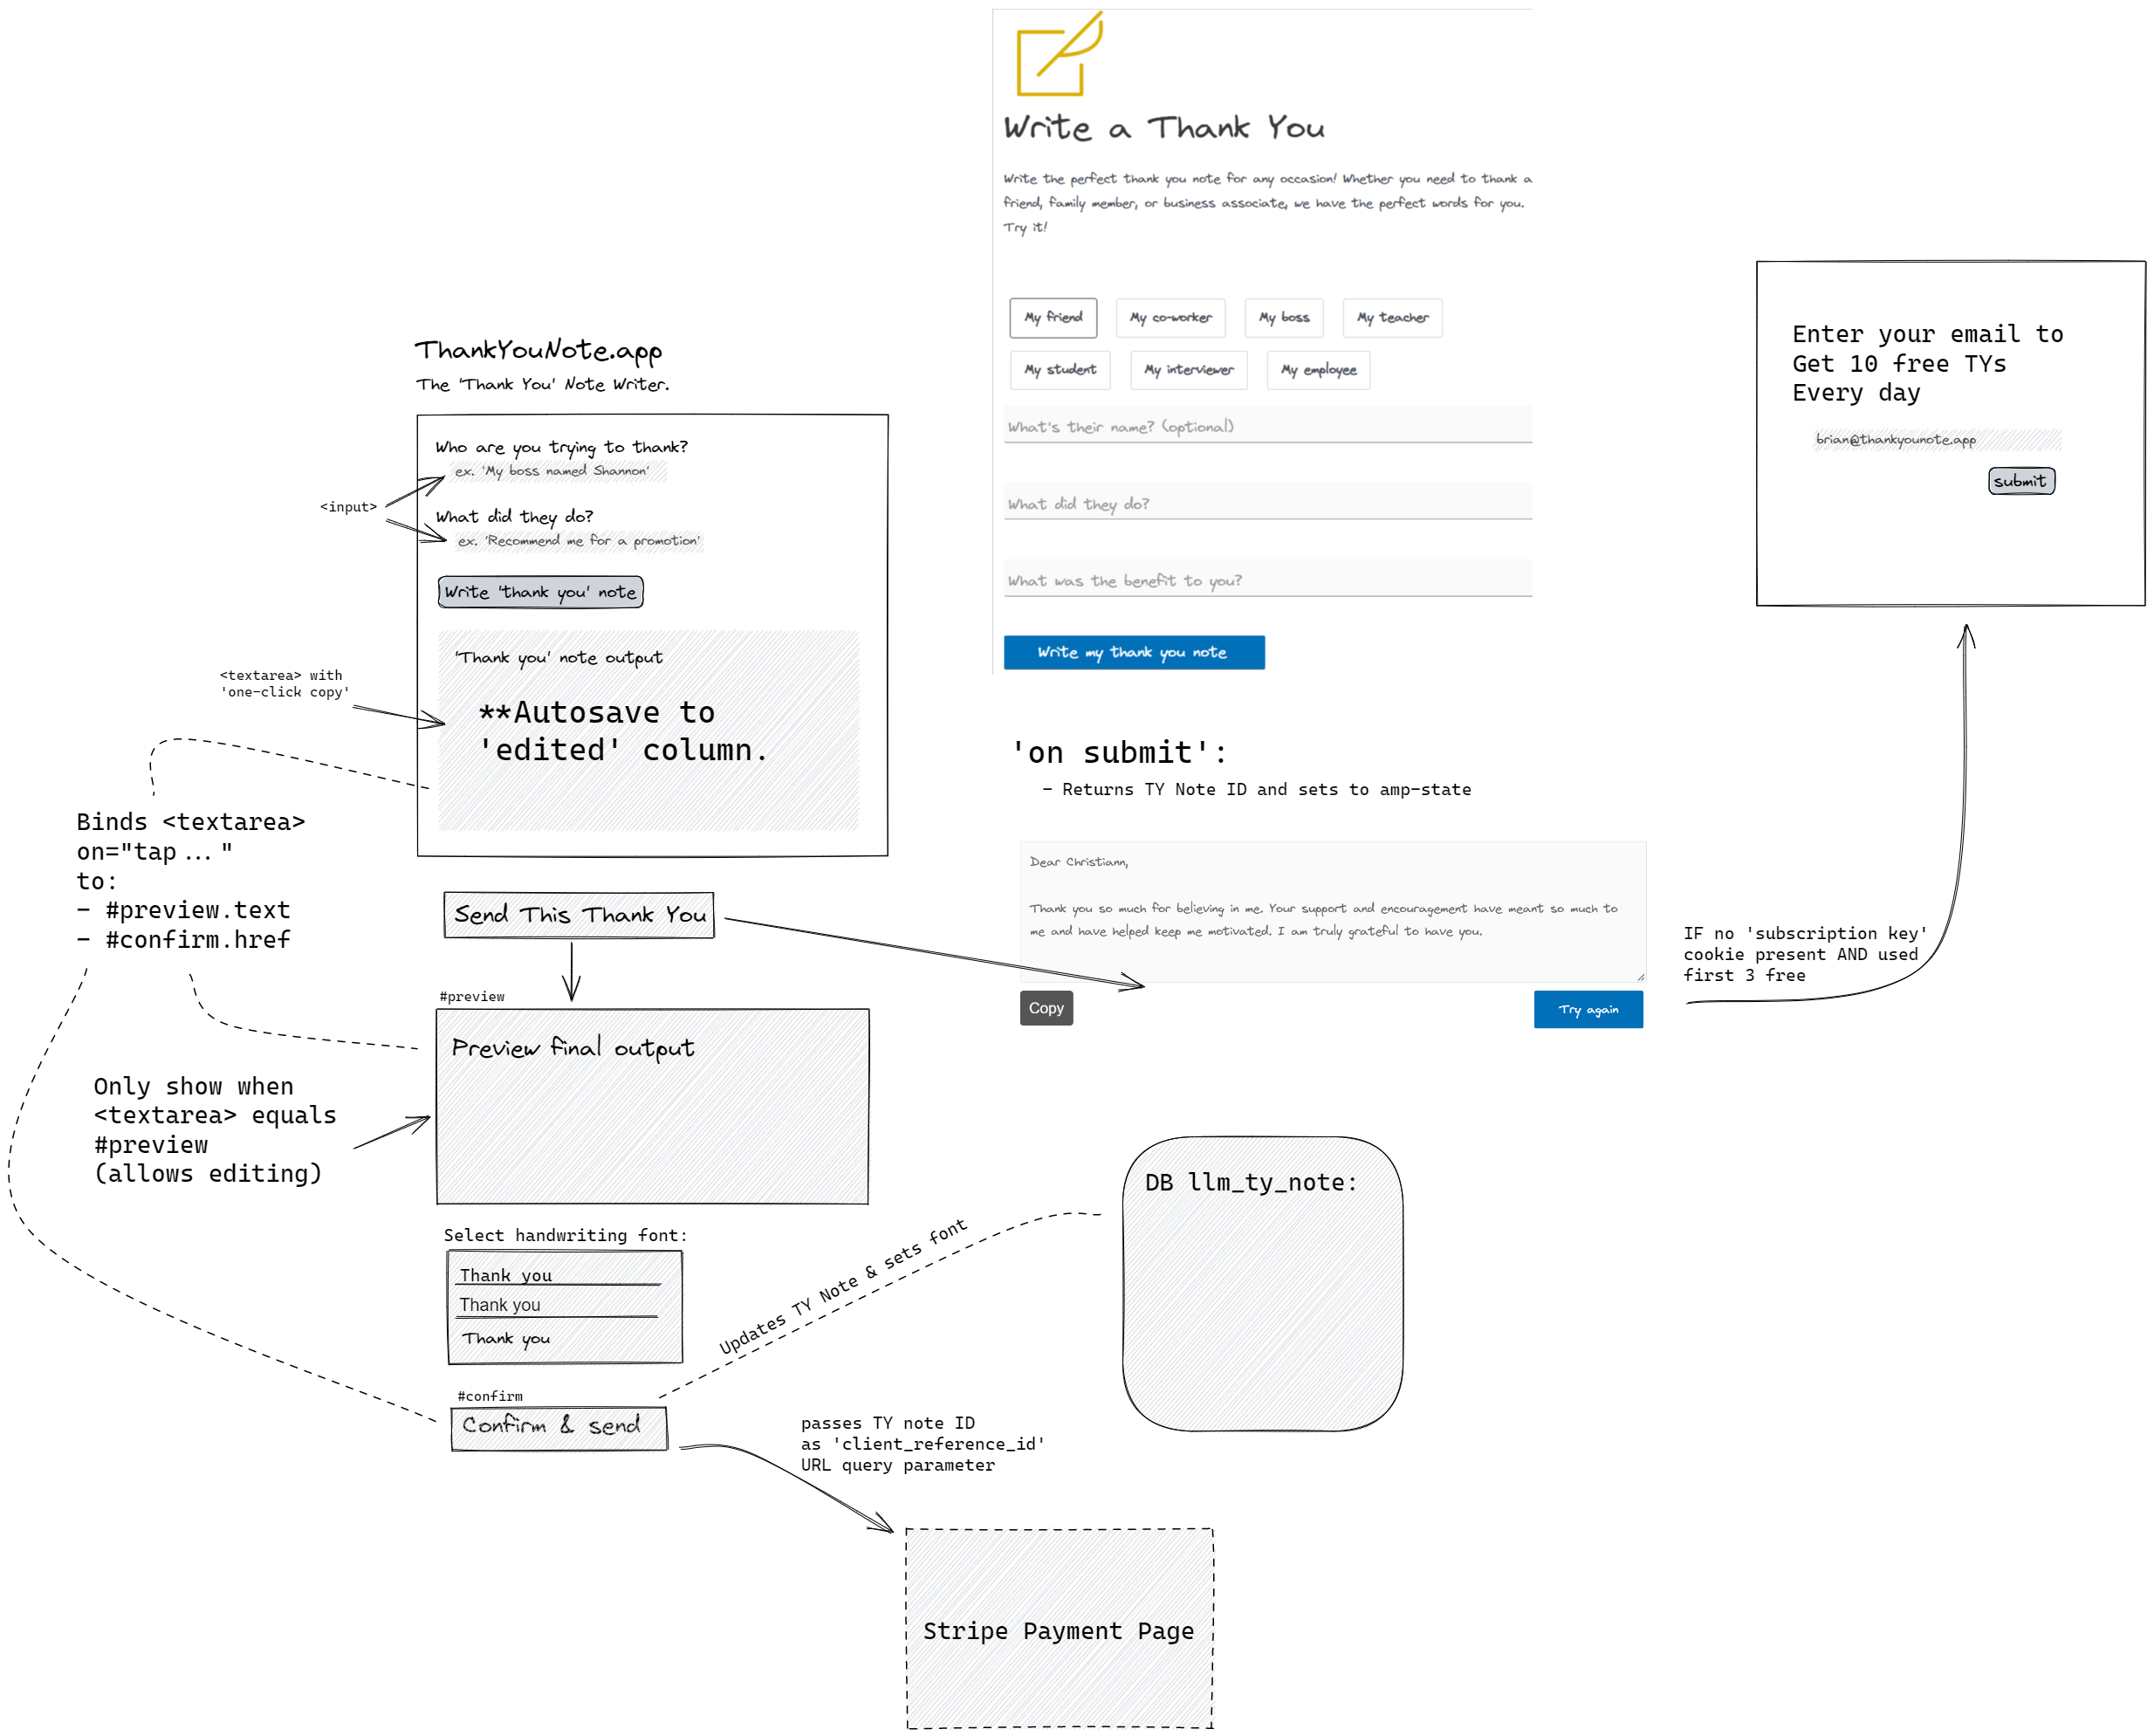 Write a Thank You
Write the perfect thank you note for any occasion! Whether you need to thank a
friend, family member, or business associate, we have the perfect words for you.
Try it!
My friend
My co-worker
My boss
My teacher
My student
My interviewer
My employee
What's their name? (optional)
What did they do?
What was the benefit to you?
Write my thank you note
Enter your email to
Get 10 free TYs
Every day
brian@thankyounote.app
submit
ThankYouNote.app
The 'Thank You' Note Writer.
Who are you trying to thank?
ex. 'My boss named Shannon'
<input>
What did they do?
ex. 'Recommend me for a promotion'
Write 'thank you' note
'Thank you' note output
<textarea> with
'one-click copy'
**Autosave to
'edited' column.
'on submit':
- Returns TY Note ID and sets to amp-state
Binds <textarea>
on="tap..."
to:
- #preview.text
- #confirm.href
Dear Christiann,
Thank you so much for believing in me. Your support and encouragement have meant so much to
me and have helped keep me motivated. I am truly grateful to have you.
Copy
Try again
IF no 'subscription key'
cookie present AND used
first 3 free
Send This Thank You
#preview
Preview final output
Only show when
<textarea> equals
#preview
(allows editing)
Select handwriting font:
Thank you
Thank you
Thank you
#confirm
Confirm & send
Updates TY Note & sets font
DB llm_ty_note:
passes TY note ID
as 'client_reference_id'
URL query parameter
Stripe Payment Page